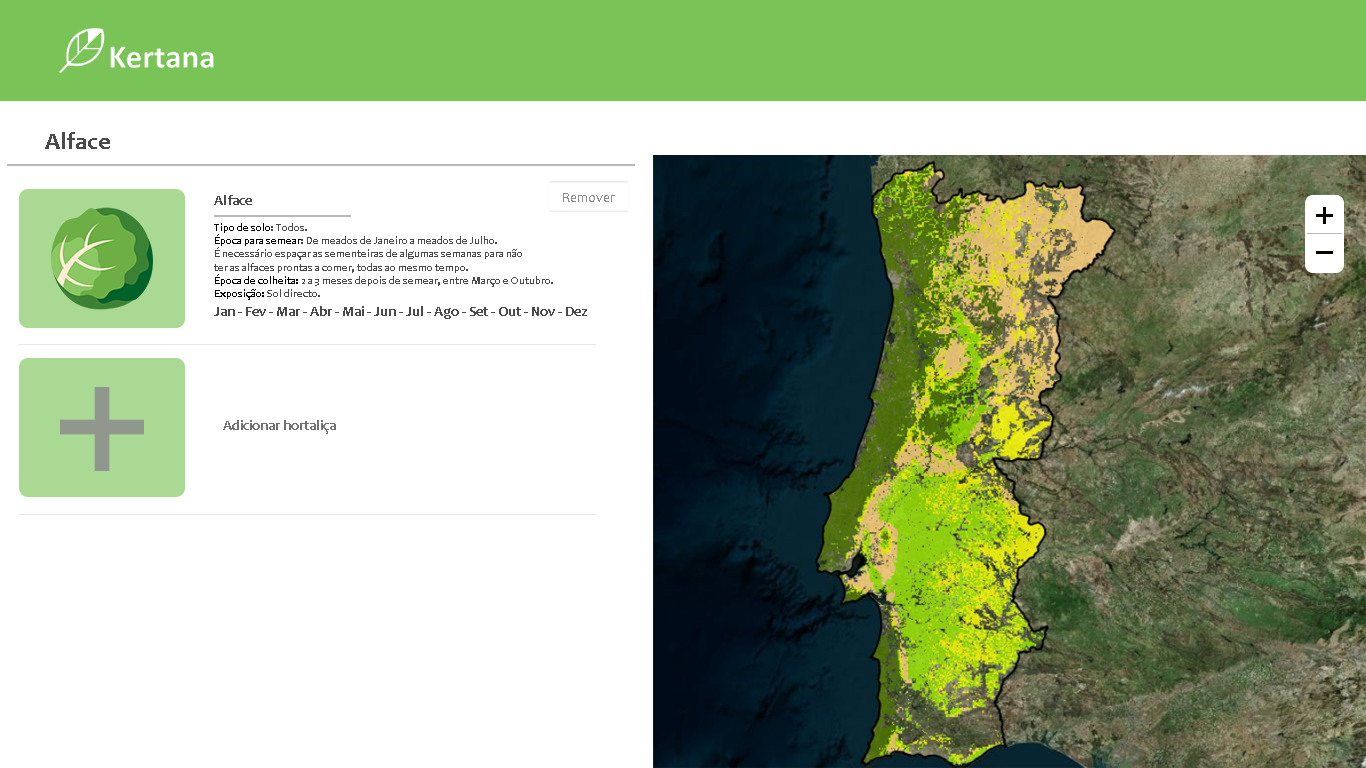 Kertana
Alface
Alface
Remover
Tipo de solo: Todos.
Época para semear: De meados de Janeiro a meados de Julho.
É necessário espaçar as sementeiras de algumas semanas para não
ter as alfaces prontas a comer, todas ao mesmo tempo.
Época de colheita: 2 a 3 meses depois de semear, entre Março e Outubro.
Exposição: Sol directo.
Jan - Fev - Mar - Abr - Mai - Jun - Jul - Ago - Set - Out - Nov - Dez
Adicionar hortaliça
+
−